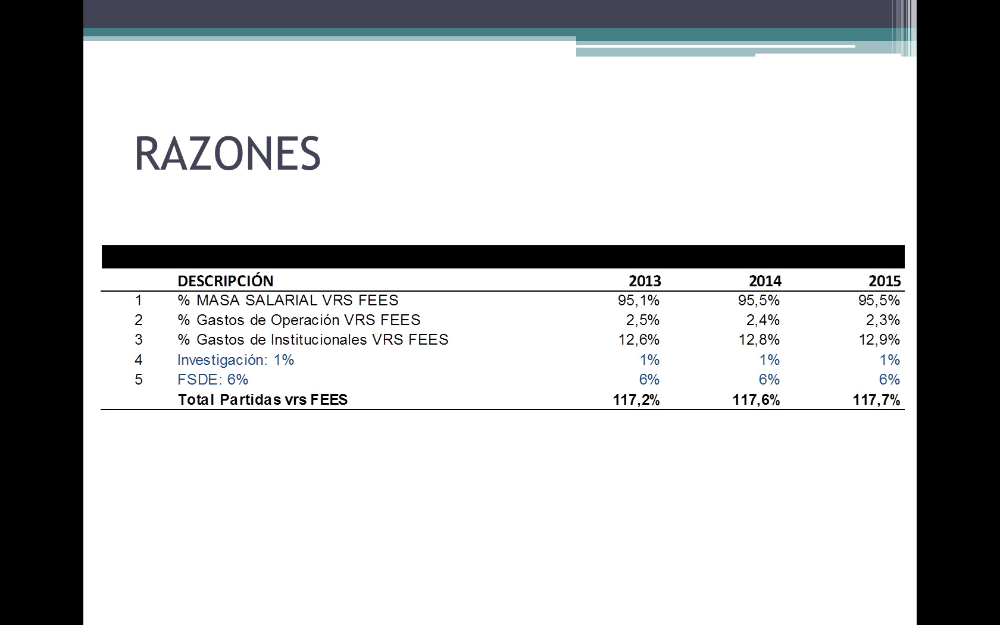 RAZONES
DESCRIPCIÓN 2013 2014 2015
1 % MASA SALARIAL VRS FEES 95,1% 95,5% 95,5%
2 % Gastos de Operación VRS FEES 2,5% 2,4% 2,3%
3 % Gastos de Institucionales VRS FEES 12,6% 12,8% 12,9%
4 Investigación: 1% 1% 1% 1%
5 FSDE: 6% 6% 6% 6%
Total Partidas vrs FEES 117,2% 117,6% 117,7%